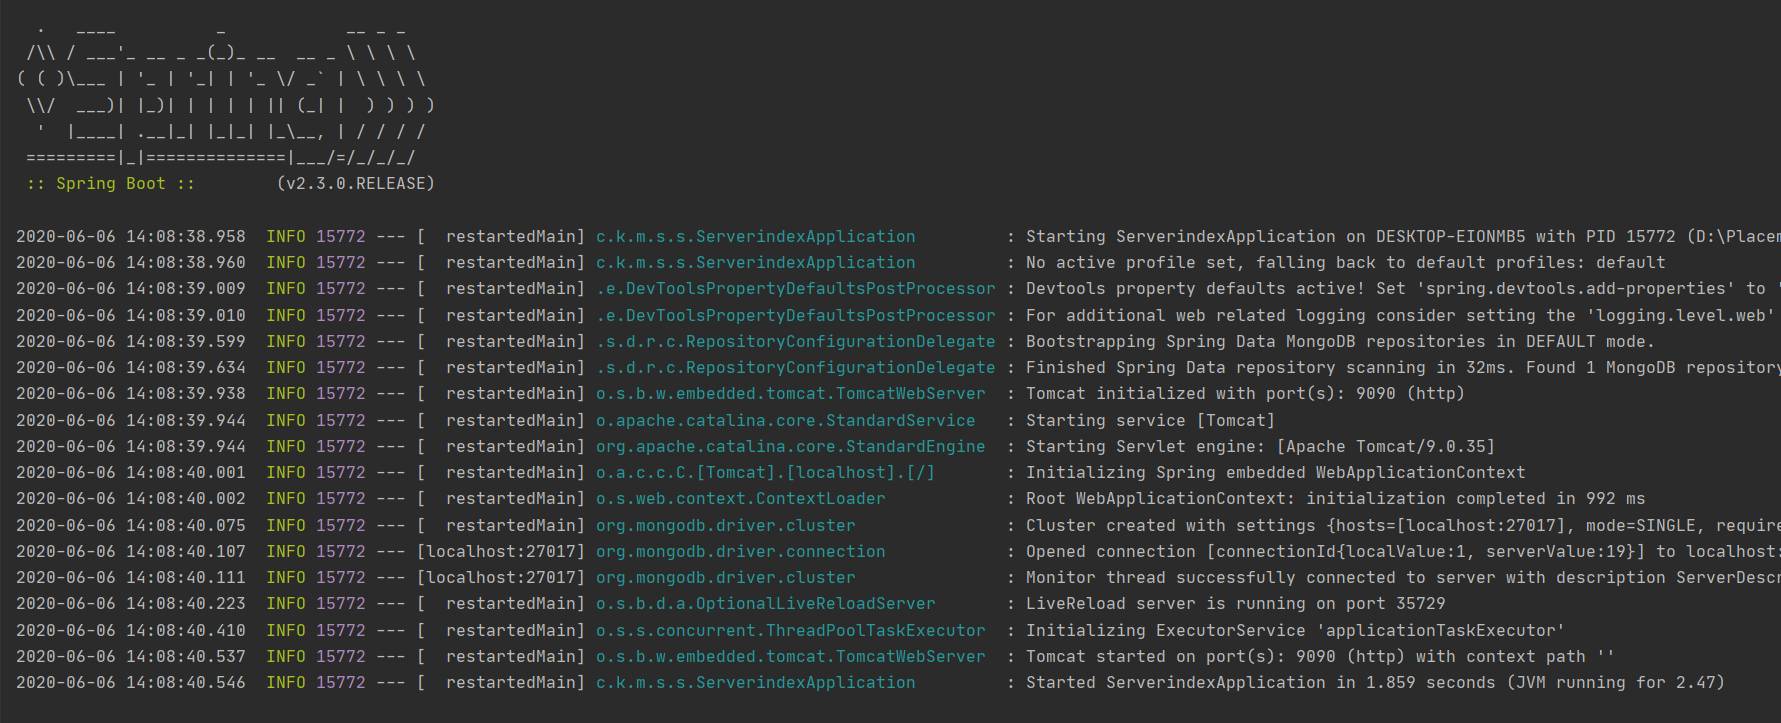 .   ____          _            __ _ _
 /\\ / ___'_ __ _ _(_)_ __  __ _ \ \ \ \
( ( )\___ | '_ | '_| | '_ \/ _` | \ \ \ \
 \\/  ___)| |_)| | | | | || (_| |  ) ) ) )
  '  |____| .__|_| |_|_| |_\__, | / / / /
 =========|_|==============|___/=/_/_/_/
 :: Spring Boot ::        (v2.3.0.RELEASE)
2020-06-06 14:08:38.958  INFO 15772 --- [  restartedMain] c.k.m.s.s.ServerindexApplication         : Starting ServerindexApplication on DESKTOP-EIONMB5 with PID 15772 (D:\Placem
2020-06-06 14:08:38.960  INFO 15772 --- [  restartedMain] c.k.m.s.s.ServerindexApplication         : No active profile set, falling back to default profiles: default
2020-06-06 14:08:39.009  INFO 15772 --- [  restartedMain] .e.DevToolsPropertyDefaultsPostProcessor : Devtools property defaults active! Set 'spring.devtools.add-properties' to '
2020-06-06 14:08:39.010  INFO 15772 --- [  restartedMain] .e.DevToolsPropertyDefaultsPostProcessor : For additional web related logging consider setting the 'logging.level.web'
2020-06-06 14:08:39.599  INFO 15772 --- [  restartedMain] .s.d.r.c.RepositoryConfigurationDelegate : Bootstrapping Spring Data MongoDB repositories in DEFAULT mode.
2020-06-06 14:08:39.634  INFO 15772 --- [  restartedMain] .s.d.r.c.RepositoryConfigurationDelegate : Finished Spring Data repository scanning in 32ms. Found 1 MongoDB repository
2020-06-06 14:08:39.938  INFO 15772 --- [  restartedMain] o.s.b.w.embedded.tomcat.TomcatWebServer  : Tomcat initialized with port(s): 9090 (http)
2020-06-06 14:08:39.944  INFO 15772 --- [  restartedMain] o.apache.catalina.core.StandardService   : Starting service [Tomcat]
2020-06-06 14:08:39.944  INFO 15772 --- [  restartedMain] org.apache.catalina.core.StandardEngine  : Starting Servlet engine: [Apache Tomcat/9.0.35]
2020-06-06 14:08:40.001  INFO 15772 --- [  restartedMain] o.a.c.c.C.[Tomcat].[localhost].[/]       : Initializing Spring embedded WebApplicationContext
2020-06-06 14:08:40.002  INFO 15772 --- [  restartedMain] o.s.web.context.ContextLoader            : Root WebApplicationContext: initialization completed in 992 ms
2020-06-06 14:08:40.075  INFO 15772 --- [  restartedMain] org.mongodb.driver.cluster               : Cluster created with settings {hosts=[localhost:27017], mode=SINGLE, require
2020-06-06 14:08:40.107  INFO 15772 --- [localhost:27017] org.mongodb.driver.connection            : Opened connection [connectionId{localValue:1, serverValue:19}] to localhost:
2020-06-06 14:08:40.111  INFO 15772 --- [localhost:27017] org.mongodb.driver.cluster               : Monitor thread successfully connected to server with description ServerDescr
2020-06-06 14:08:40.223  INFO 15772 --- [  restartedMain] o.s.b.d.a.OptionalLiveReloadServer       : LiveReload server is running on port 35729
2020-06-06 14:08:40.410  INFO 15772 --- [  restartedMain] o.s.s.concurrent.ThreadPoolTaskExecutor  : Initializing ExecutorService 'applicationTaskExecutor'
2020-06-06 14:08:40.537  INFO 15772 --- [  restartedMain] o.s.b.w.embedded.tomcat.TomcatWebServer  : Tomcat started on port(s): 9090 (http) with context path ''
2020-06-06 14:08:40.546  INFO 15772 --- [  restartedMain] c.k.m.s.s.ServerindexApplication         : Started ServerindexApplication in 1.859 seconds (JVM running for 2.47)